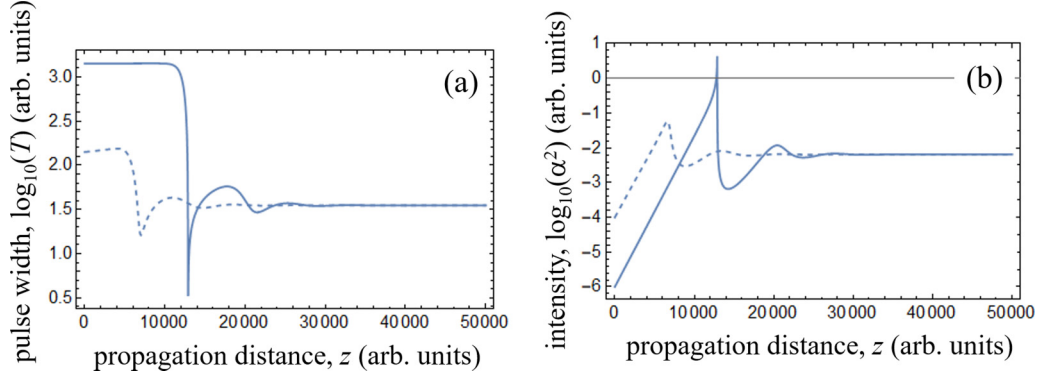 (a)
pulse width, log₁₀(T) (arb. units)
3.0
2.5
2.0
1.5
1.0
0.5
0 10000 20000 30000 40000 50000
propagation distance, z (arb. units)
(b)
intensity, log₁₀(α²) (arb. units)
1
0
−1
−2
−3
−4
−5
−6
0 10000 20000 30000 40000 50000
propagation distance, z (arb. units)